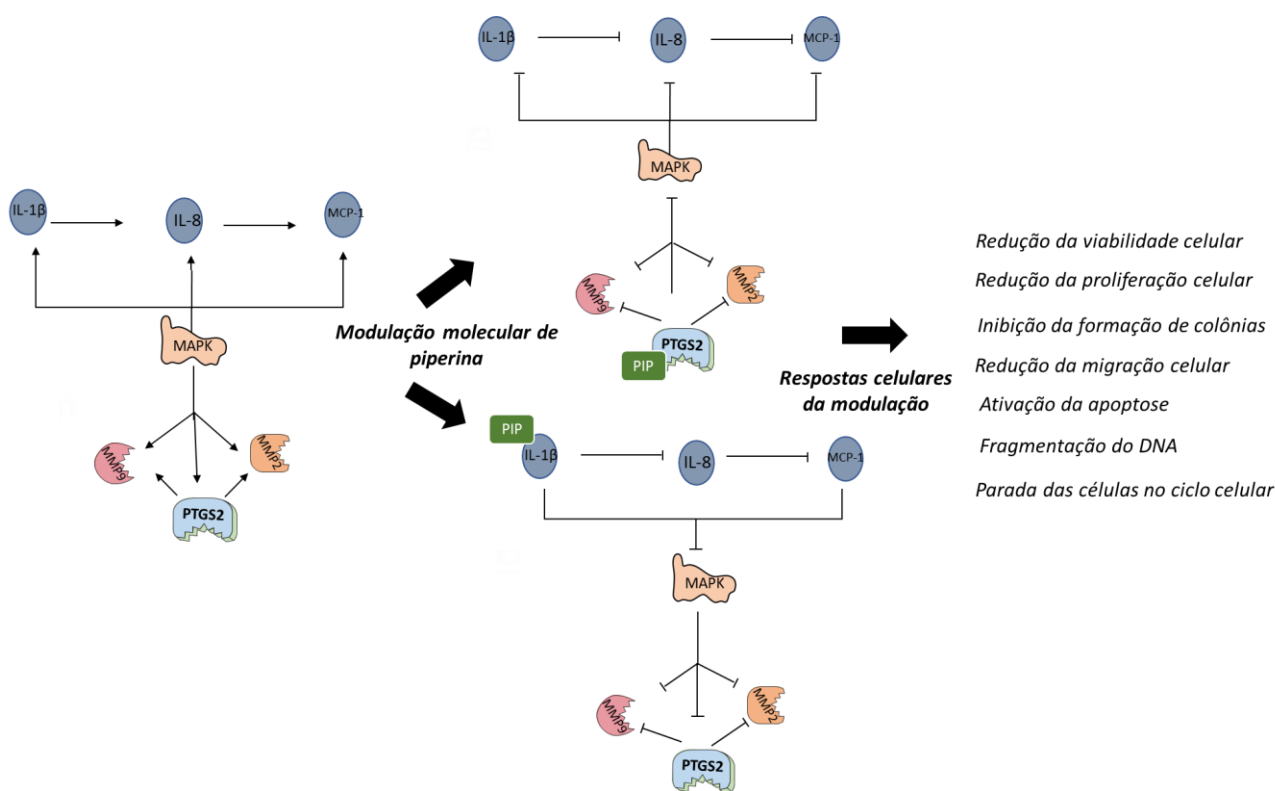 IL-1β
IL-8
MCP-1
MAPK
MMP9
MMP2
PTGS2
Modulação molecular de
piperina
IL-1β
IL-8
MCP-1
MAPK
MMP9
MMP2
PTGS2
PIP
PIP
IL-1β
IL-8
MCP-1
MAPK
MMP9
MMP2
PTGS2
Respostas celulares
da modulação
Redução da viabilidade celular
Redução da proliferação celular
Inibição da formação de colônias
Redução da migração celular
Ativação da apoptose
Fragmentação do DNA
Parada das células no ciclo celular